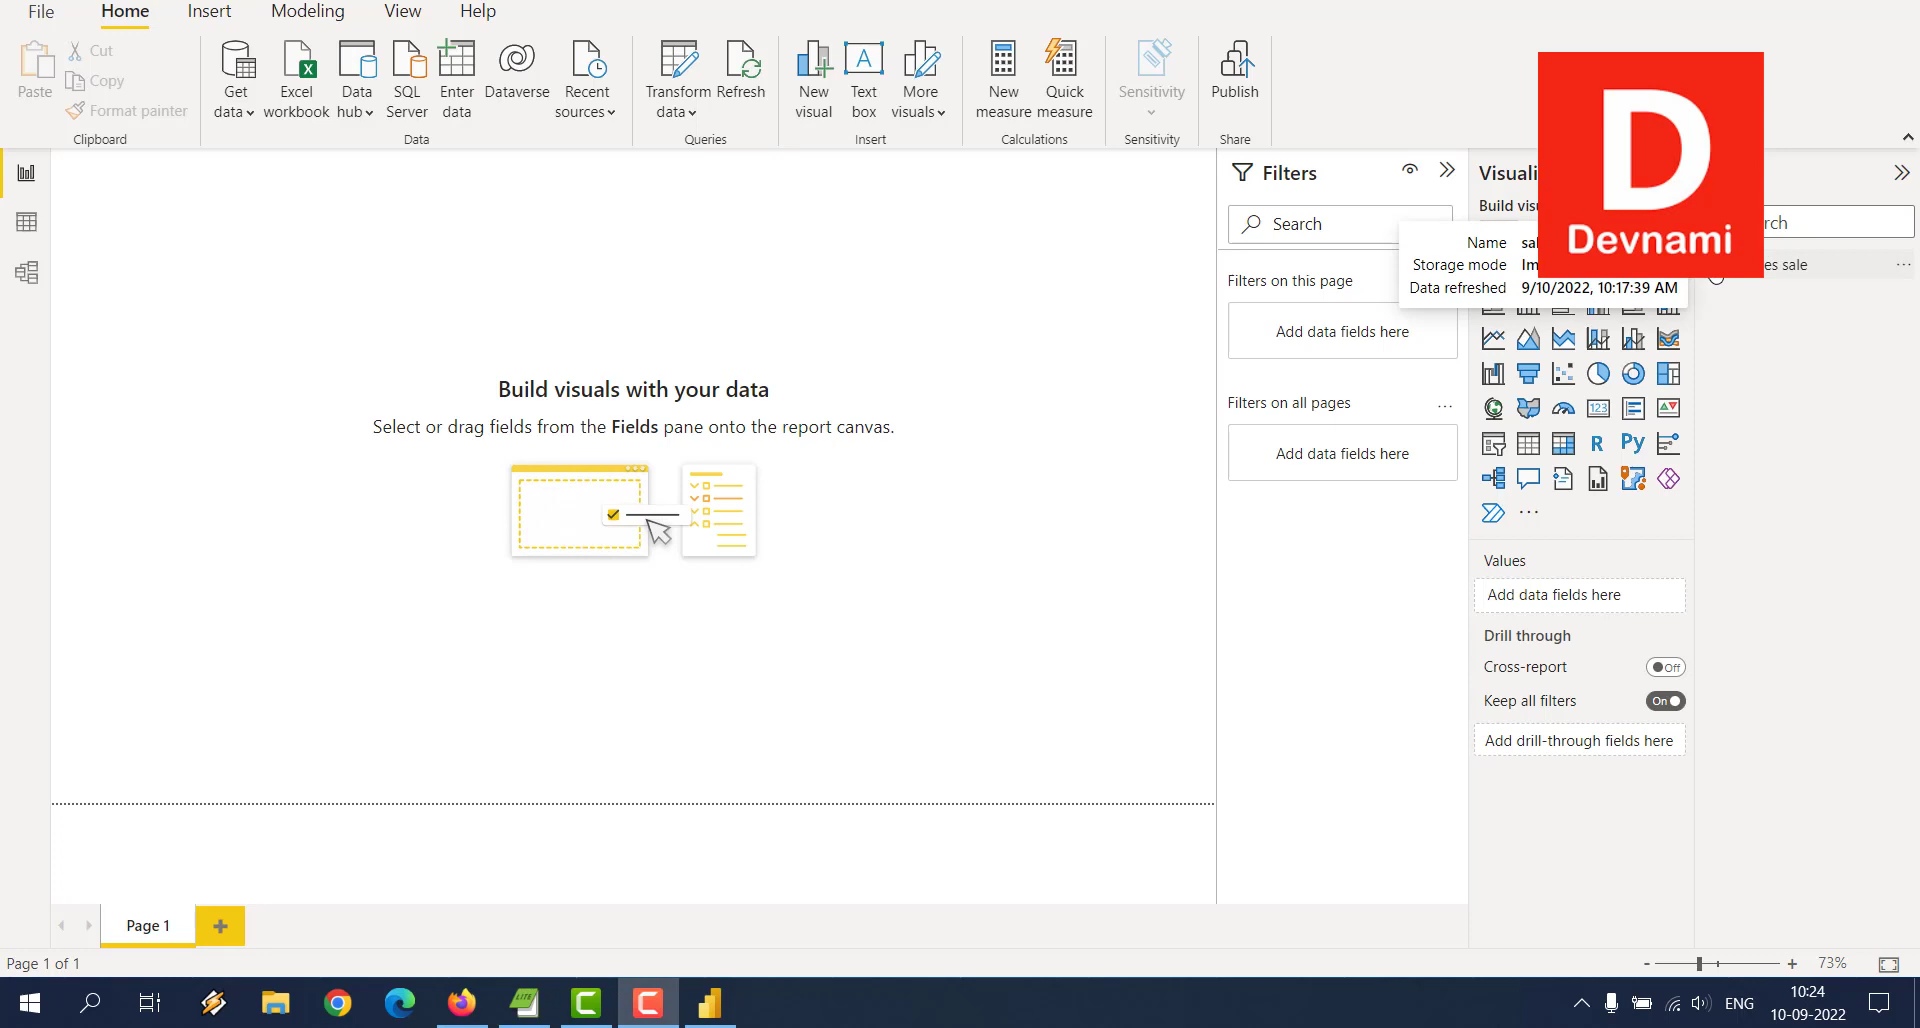 File
Home
Insert
Modeling
View
Help
Paste
Cut
Copy
Format painter
Clipboard
Get data
Excel workbook
Data hub
SQL Server
Enter data
Dataverse
Recent sources
Data
Transform data
Refresh
Queries
New visual
Text box
More visuals
Insert
New measure
Quick measure
Calculations
Sensitivity
Sensitivity
Publish
Share
D
Devnami
Filters
Search
Filters on this page
Add data fields here
Filters on all pages
...
Add data fields here
Build
Name
Storage mode
Data refreshed 9/10/2022, 10:17:39 AM
sale
...
123
R
Py
...
Values
Add data fields here
Drill through
Cross-report
Off
Keep all filters
On
Add drill-through fields here
Build visuals with your data
Select or drag fields from the Fields pane onto the report canvas.
Page 1
Page 1 of 1
- + 73%
LITE
ENG
10:24
10-09-2022